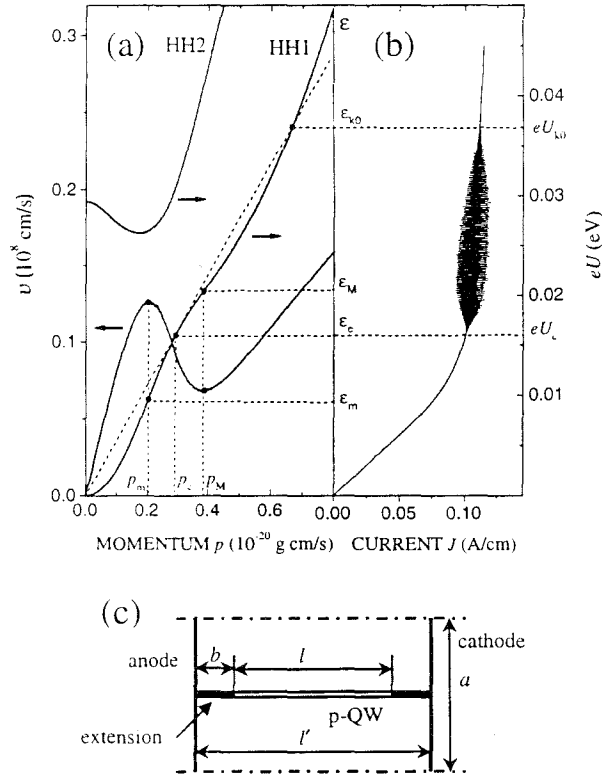 (a)
HH2
HH1
ε
(b)
0.3
0.2
0.1
0.0
υ (10⁸ cm/s)
ε_k0
ε_M
ε_c
ε_m
p_m
p_c
p_M
eU_k0
eU_c
0.04
0.03
0.02
0.01
eU (eV)
0.0 0.2 0.4 0.6 0.00 0.05 0.10
MOMENTUM p (10⁻²⁰ g cm/s) CURRENT J (A/cm)
(c)
anode
b
l
cathode
a
p-QW
extension
l'